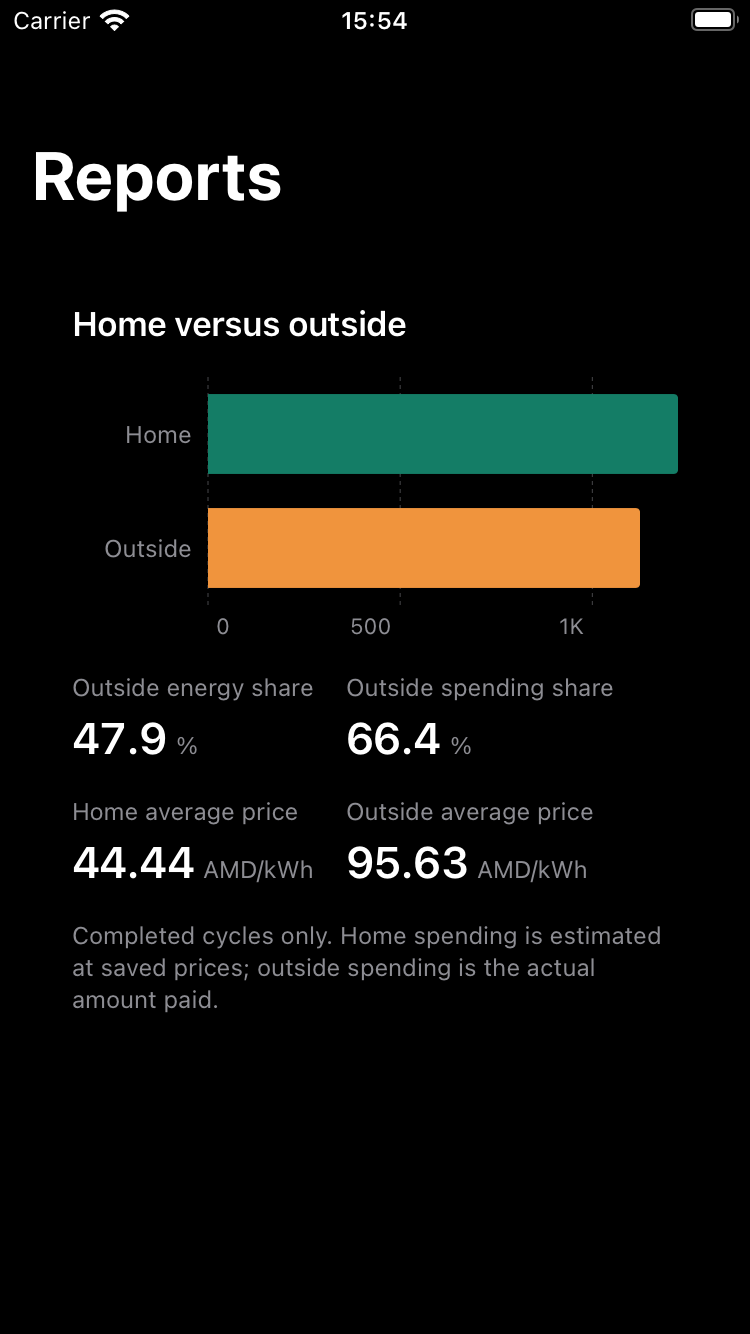 Carrier 15:54
Reports
Home versus outside
Home
Outside
0 500 1K
Outside energy share Outside spending share
47.9 % 66.4 %
Home average price Outside average price
44.44 AMD/kWh 95.63 AMD/kWh
Completed cycles only. Home spending is estimated
at saved prices; outside spending is the actual
amount paid.